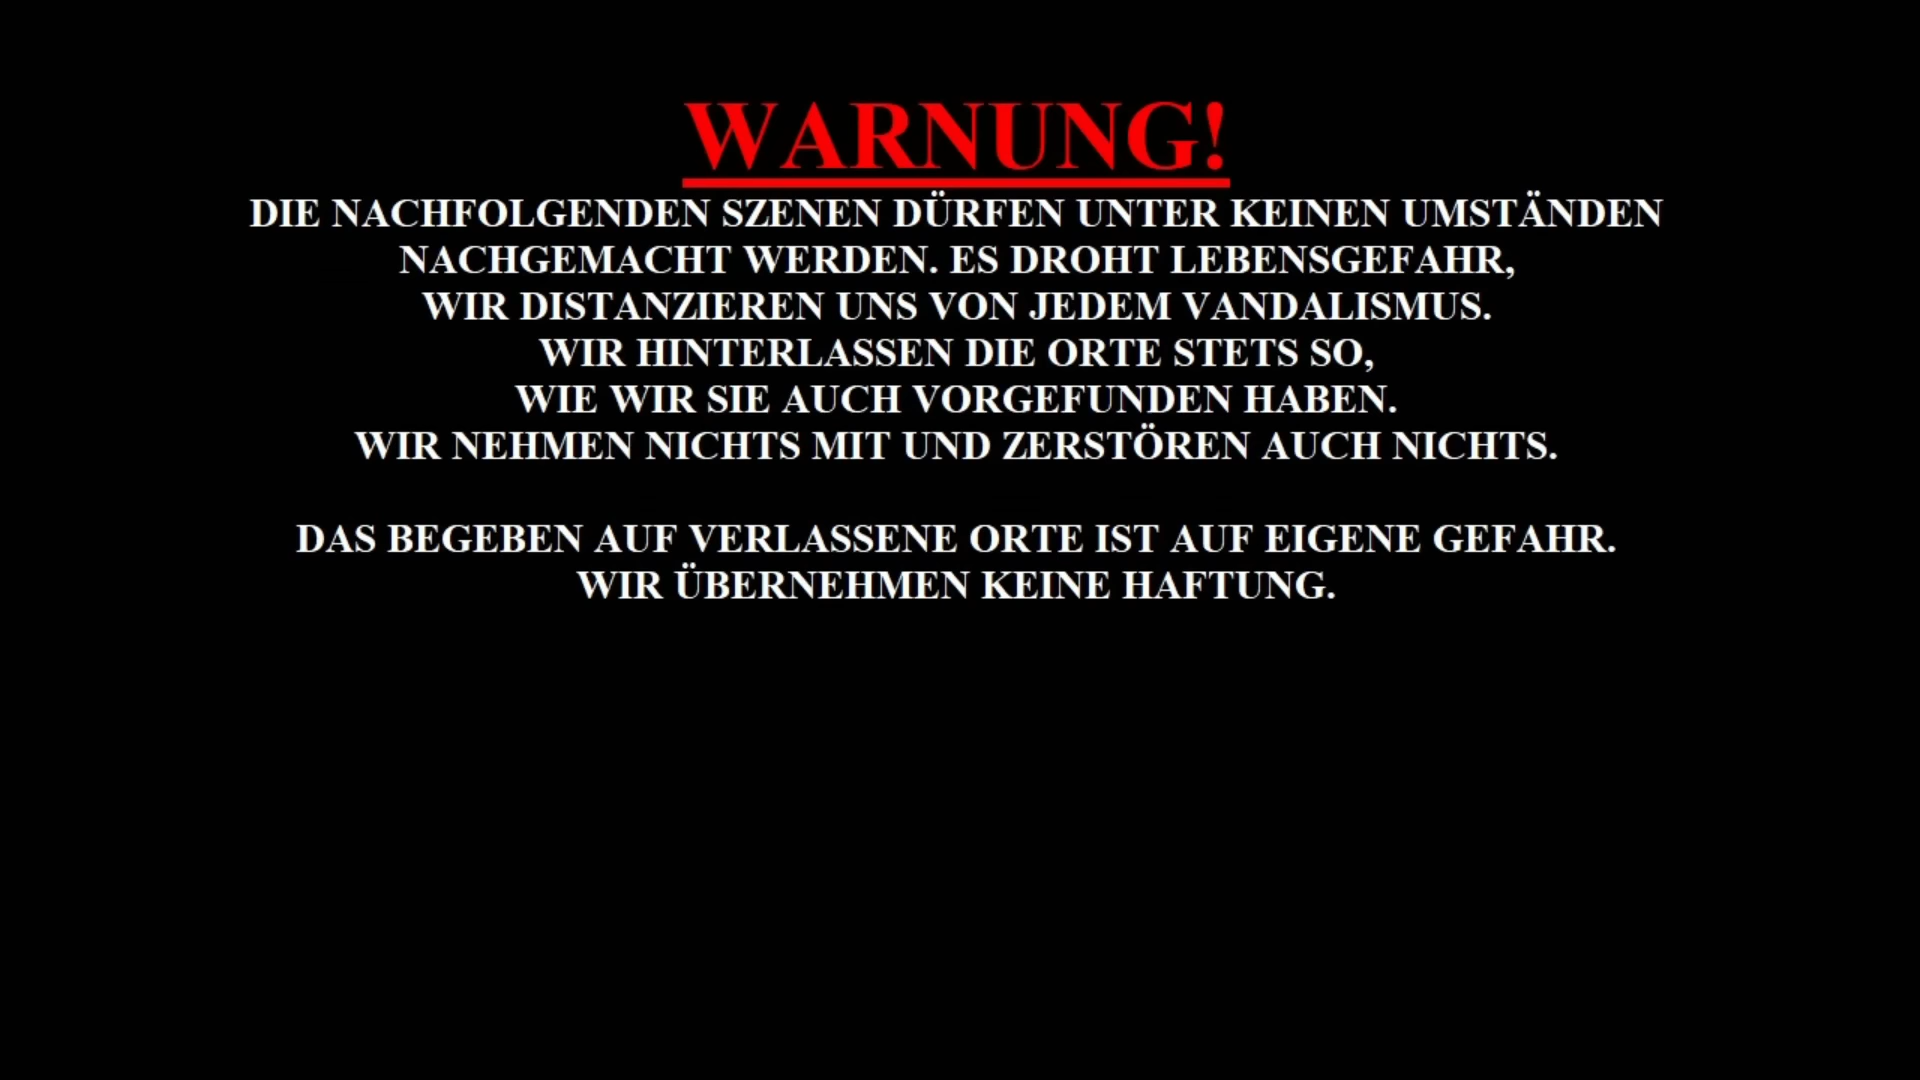 WARNUNG!
DIE NACHFOLGENDEN SZENEN DÜRFEN UNTER KEINEN UMSTÄNDEN
NACHGEMACHT WERDEN. ES DROHT LEBENSGEFAHR,
WIR DISTANZIEREN UNS VON JEDEM VANDALISMUS.
WIR HINTERLASSEN DIE ORTE STETS SO,
WIE WIR SIE AUCH VORGEFUNDEN HABEN.
WIR NEHMEN NICHTS MIT UND ZERSTÖREN AUCH NICHTS.
DAS BEGEBEN AUF VERLASSENE ORTE IST AUF EIGENE GEFAHR.
WIR ÜBERNEHMEN KEINE HAFTUNG.